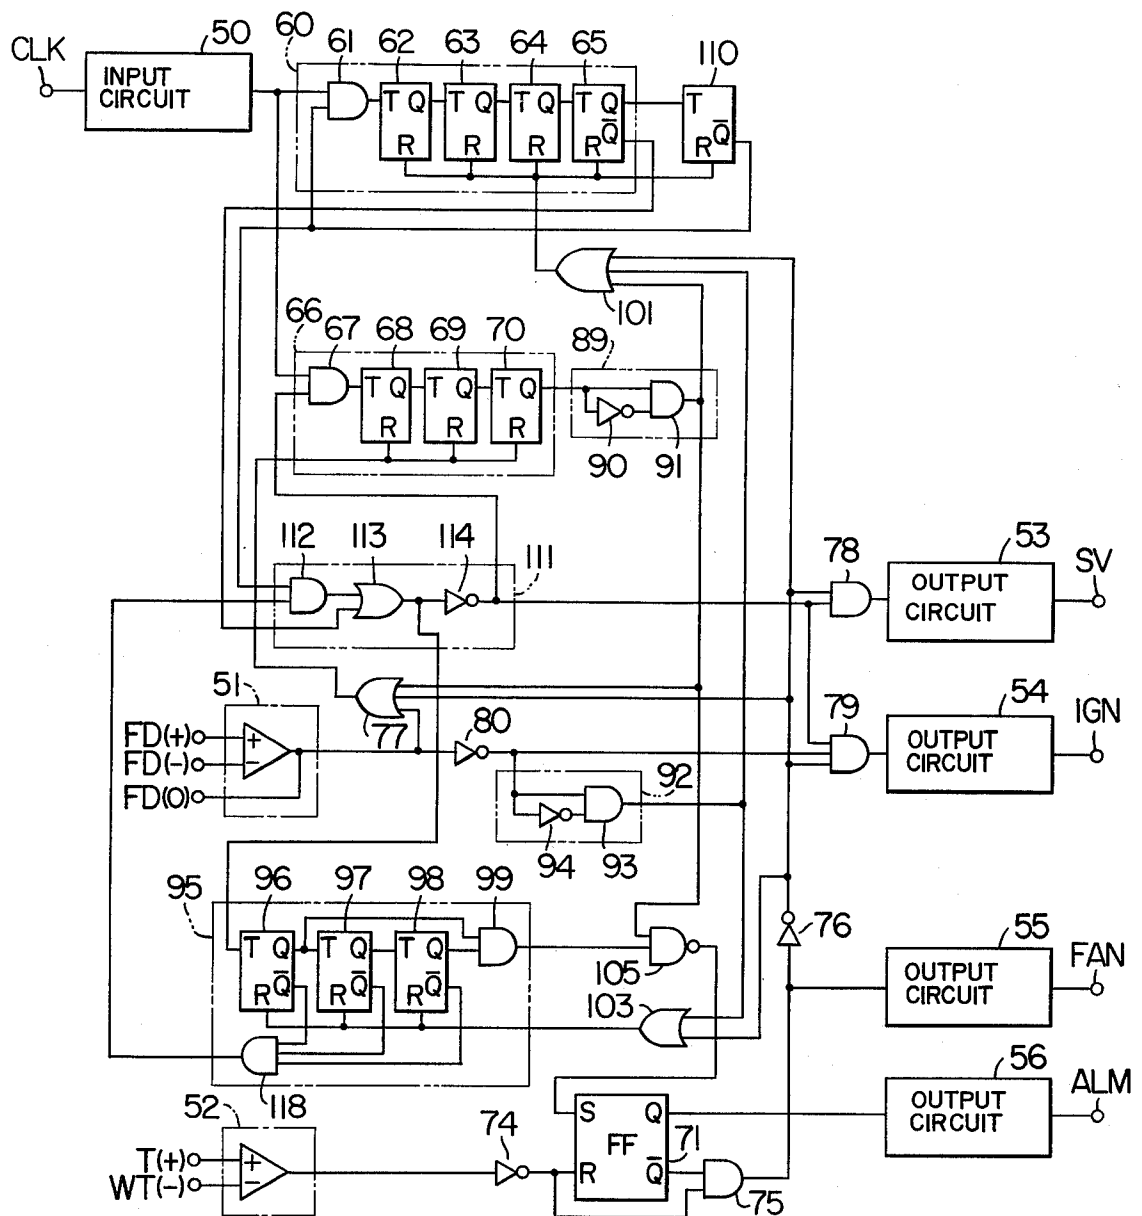 60 61 62 63 64 65 110
50
CLK
INPUT
CIRCUIT
T Q T Q T Q T Q T
R R R R Q̅ R Q̅
101
66 67 68 69 70 89
T Q T Q T Q
R R R
90 91
112 113 114 111
78 53 SV
OUTPUT
CIRCUIT
51
77 80
79 54 IGN
FD(+) +
FD(-) -
FD(0)
OUTPUT
CIRCUIT
92
94 93
95 96 97 98 99
T Q T Q T Q
R Q̅ R Q̅ R Q̅
105 76
103
55 FAN
OUTPUT
CIRCUIT
118
56 ALM
OUTPUT
CIRCUIT
52 74
S Q
FF 71
R Q̅
75
T(+) +
WT(-) -